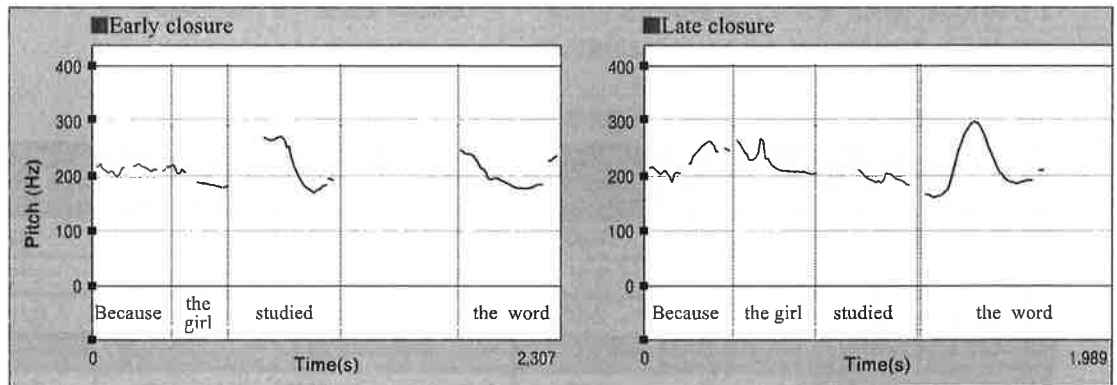 Early closure
Late closure
400
300
200
100
0
Pitch (Hz)
Because
the
girl
studied
the word
0
Time(s)
2,307
400
300
200
100
0
Because
the girl
studied
the word
0
Time(s)
1.989